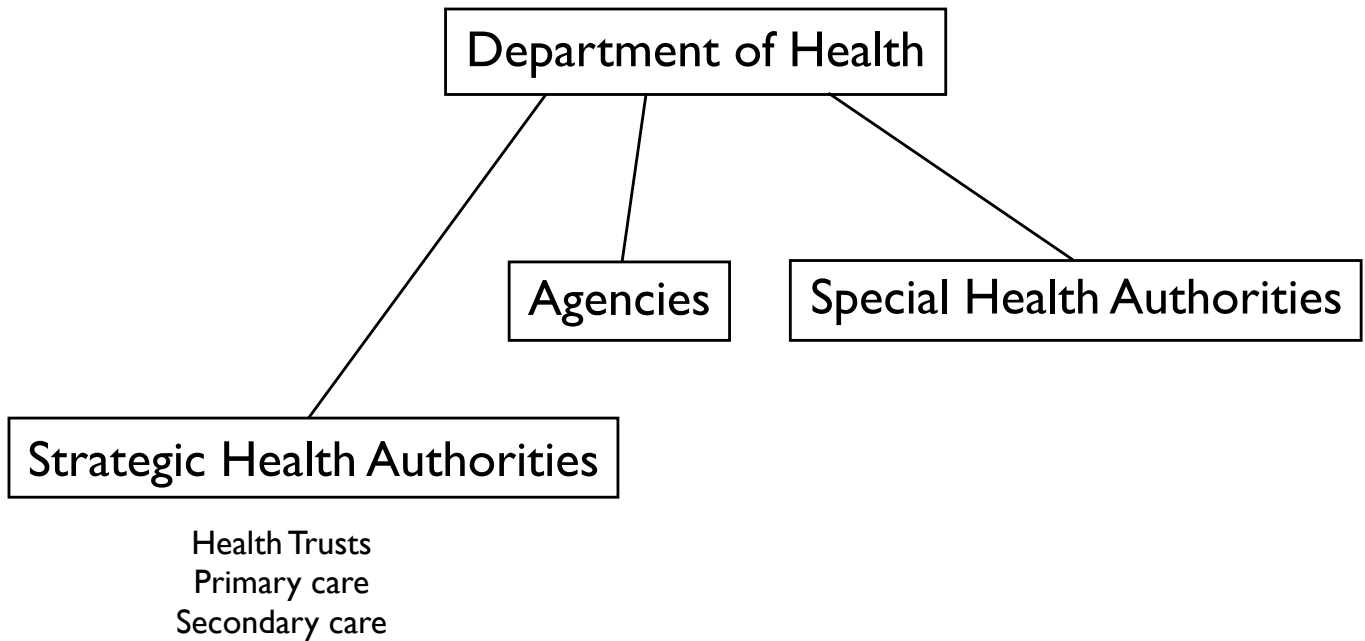 Department of Health
Agencies
Special Health Authorities
Strategic Health Authorities
Health Trusts
Primary care
Secondary care